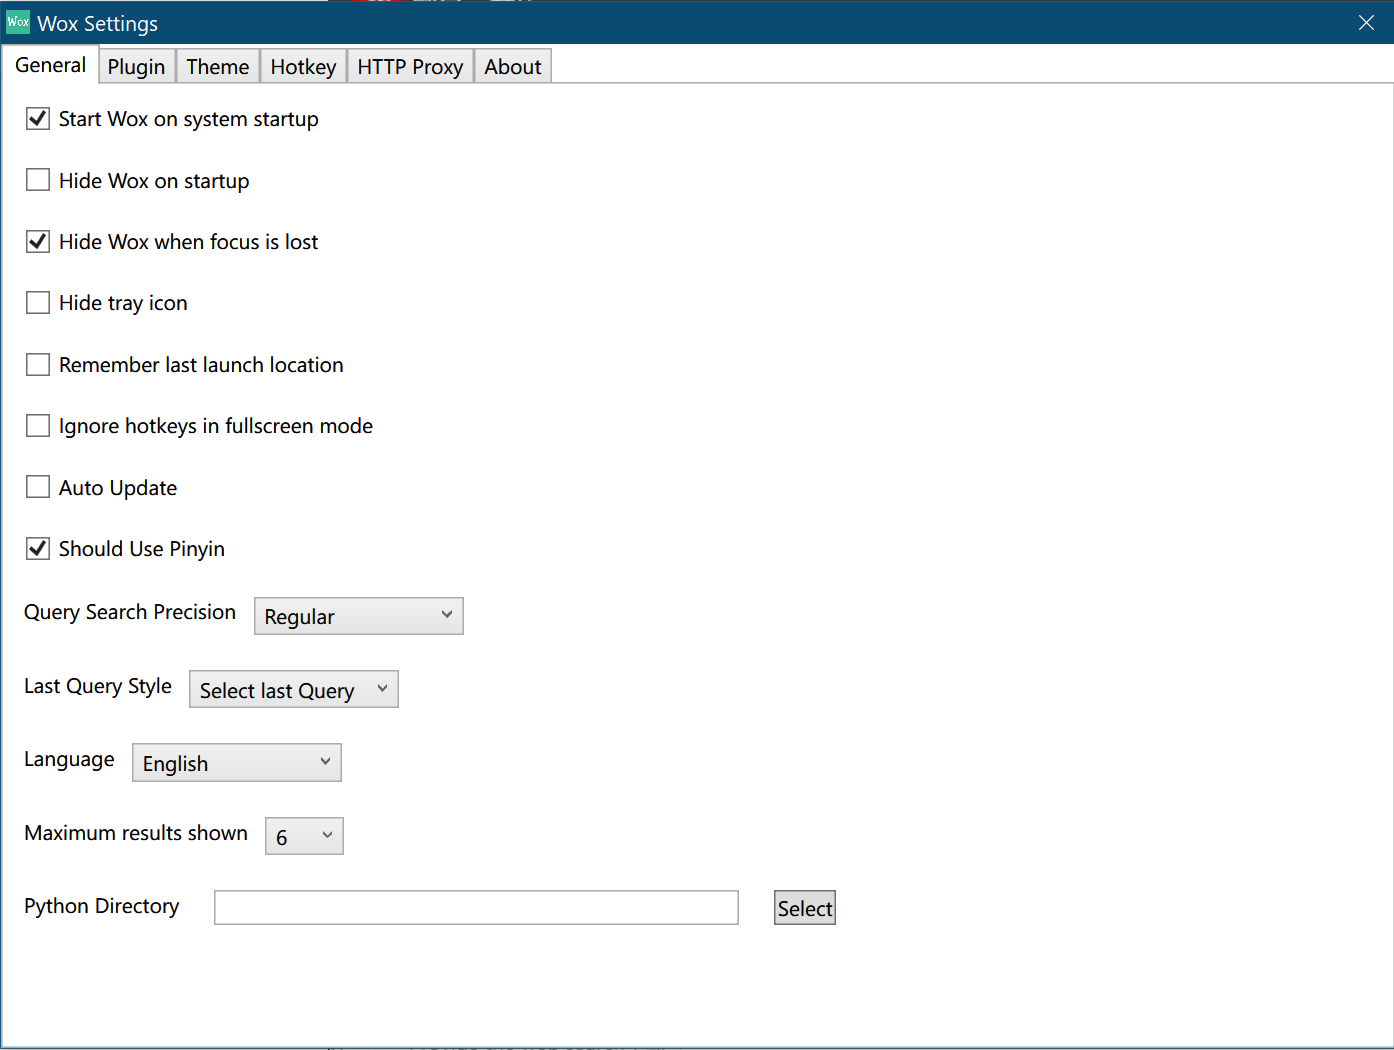 Wox Wox Settings
General Plugin Theme Hotkey HTTP Proxy About
Start Wox on system startup
Hide Wox on startup
Hide Wox when focus is lost
Hide tray icon
Remember last launch location
Ignore hotkeys in fullscreen mode
Auto Update
Should Use Pinyin
Query Search Precision Regular
Last Query Style Select last Query
Language English
Maximum results shown 6
Python Directory Select